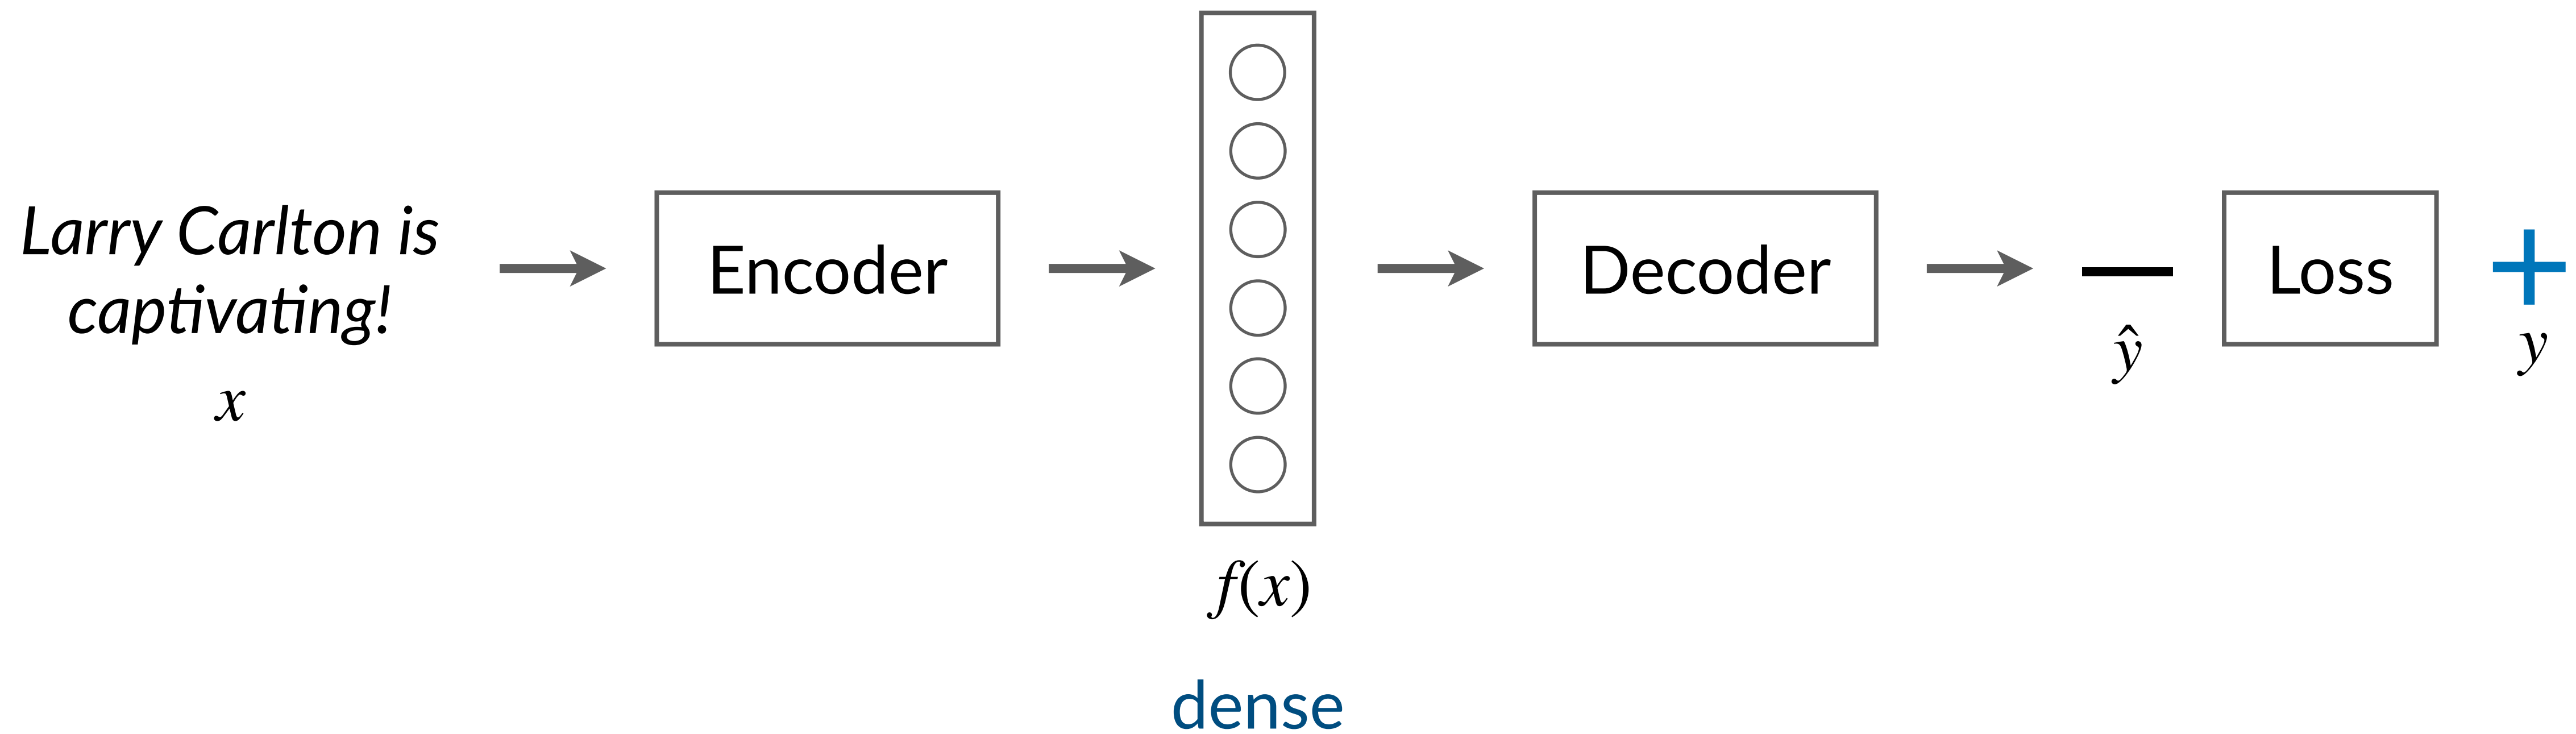 Larry Carlton is
captivating!
x
Encoder
f(x)
dense
Decoder
−
ŷ
Loss
+
y